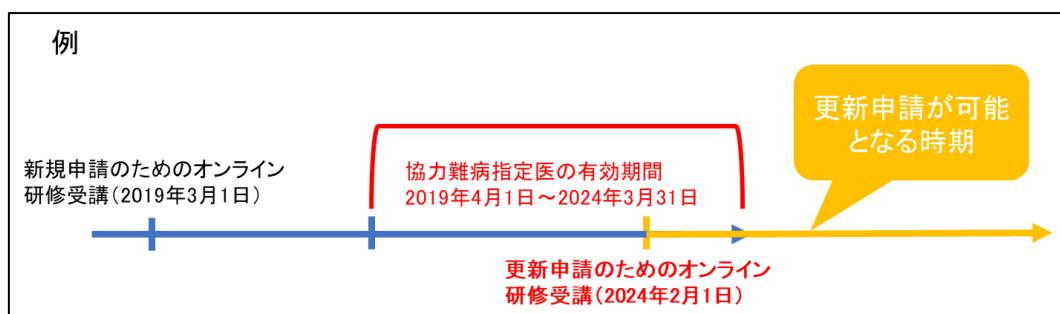 例
更新申請が可能
となる時期
新規申請のためのオンライン
研修受講(2019年3月1日)
協力難病指定医の有効期間
2019年4月1日～2024年3月31日
更新申請のためのオンライン
研修受講(2024年2月1日)